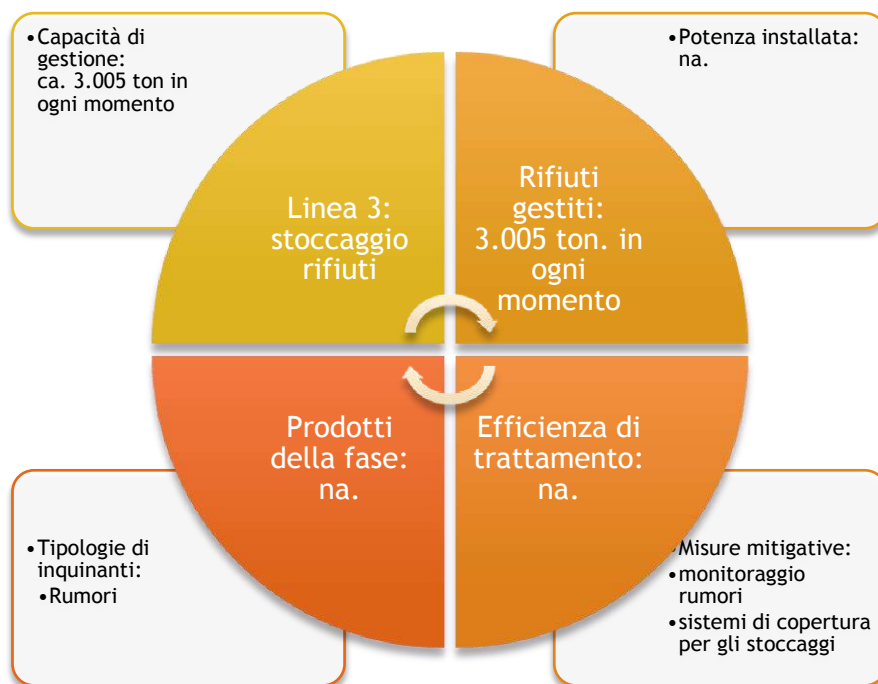 •Capacità di
gestione:
ca. 3.005 ton in
ogni momento
•Potenza installata:
na.
Linea 3:
stoccaggio
rifiuti
Rifiuti
gestiti:
3.005 ton. in
ogni
momento
Prodotti
della fase:
na.
Efficienza di
trattamento:
na.
•Tipologie di
inquinanti:
•Rumori
•Misure mitigative:
•monitoraggio
rumori
•sistemi di copertura
per gli stoccaggi